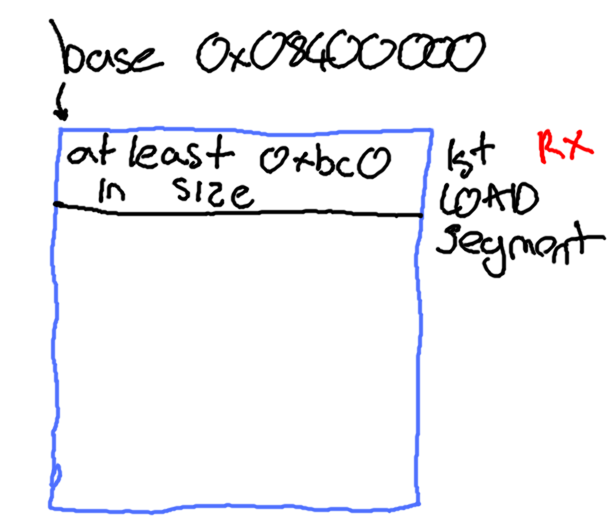 base 0x08400000
at least 0xbc0
in size
1st RX
LOAD
segment